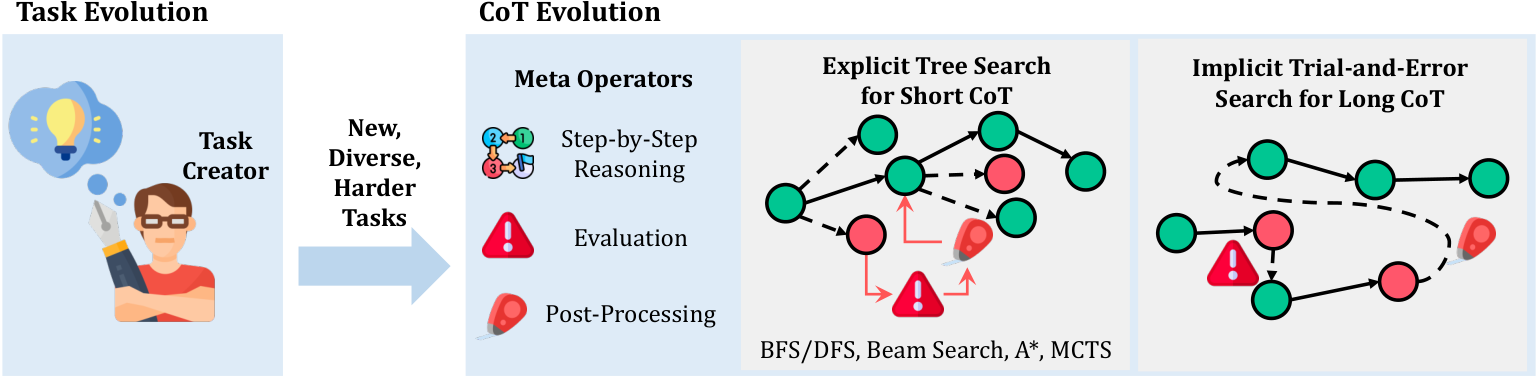 Task Evolution
Task
Creator
New,
Diverse,
Harder
Tasks
CoT Evolution
Meta Operators
2
1
3
Step-by-Step
Reasoning
Evaluation
Post-Processing
Explicit Tree Search
for Short CoT
BFS/DFS, Beam Search, A*, MCTS
Implicit Trial-and-Error
Search for Long CoT